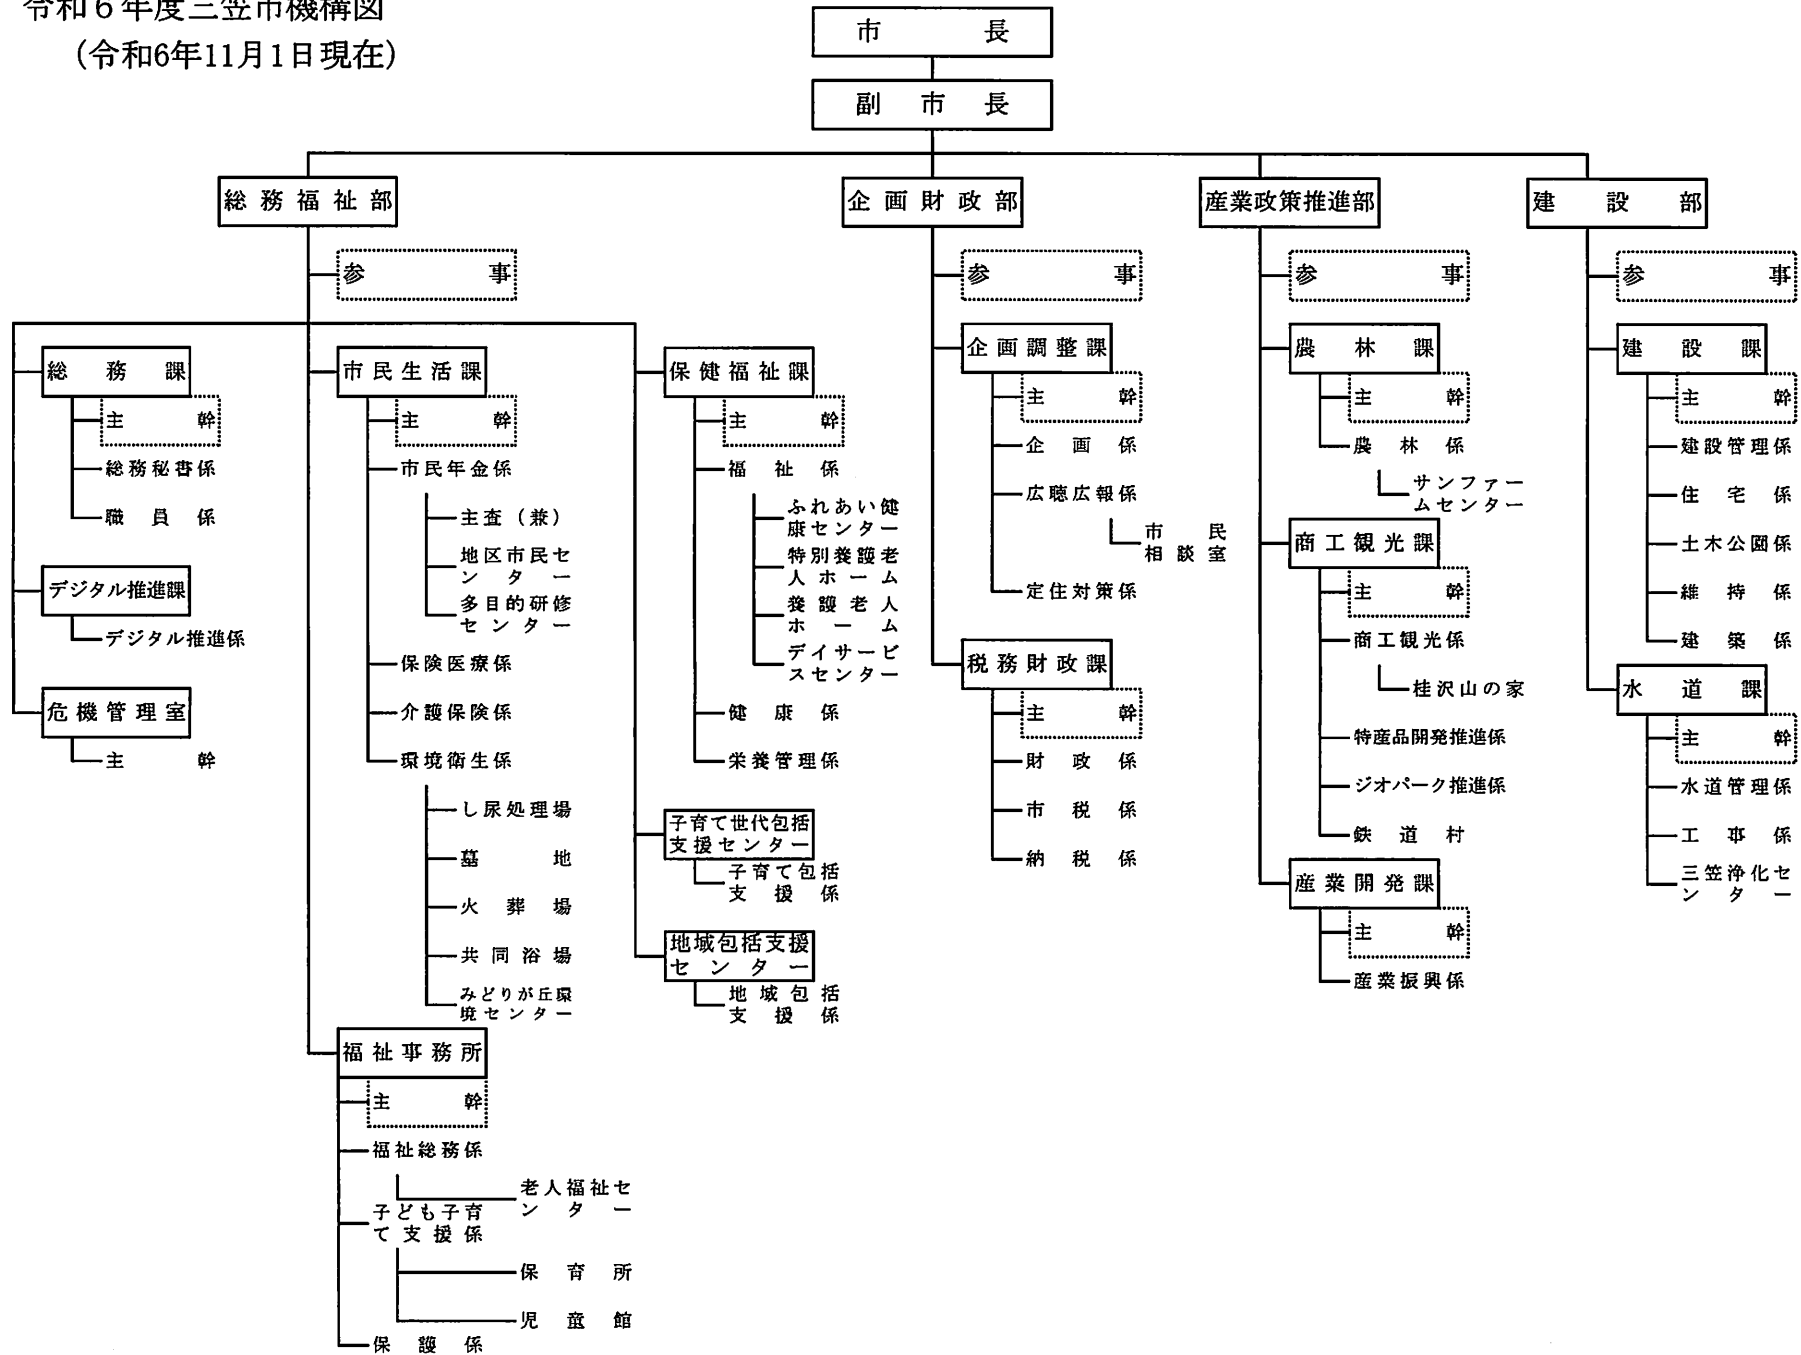 令和６年度三笠市機構図
（令和6年11月1日現在）
市長
副市長
総務福祉部
参事
総務課
主幹
総務秘書係
職員係
デジタル推進課
デジタル推進係
危機管理室
主幹
市民生活課
主幹
市民年金係
主査（兼）
地区市民セ
ンター
多目的研修
センター
保険医療係
介護保険係
環境衛生係
し尿処理場
墓地
火葬場
共同浴場
みどりが丘環
境センター
保健福祉課
主幹
福祉係
ふれあい健
康センター
特別養護老
人ホーム
養護老人
ホーム
デイサービ
スセンター
健康係
栄養管理係
子育て世代包括
支援センター
子育て包括
支援係
地域包括支援
センター
地域包括
支援係
福祉事務所
主幹
福祉総務係
老人福祉セ
ンター
子ども子育
て支援係
保育所
児童館
保護係
企画財政部
参事
企画調整課
主幹
企画係
広聴広報係
市民
相談室
定住対策係
税務財政課
主幹
財政係
市税係
納税係
産業政策推進部
参事
農林課
主幹
農林係
サンファー
ムセンター
商工観光課
主幹
商工観光係
桂沢山の家
特産品開発推進係
ジオパーク推進係
鉄道村
産業開発課
主幹
産業振興係
建設部
参事
建設課
主幹
建設管理係
住宅係
土木公園係
維持係
建築係
水道課
主幹
水道管理係
工事係
三笠浄化セ
ンター